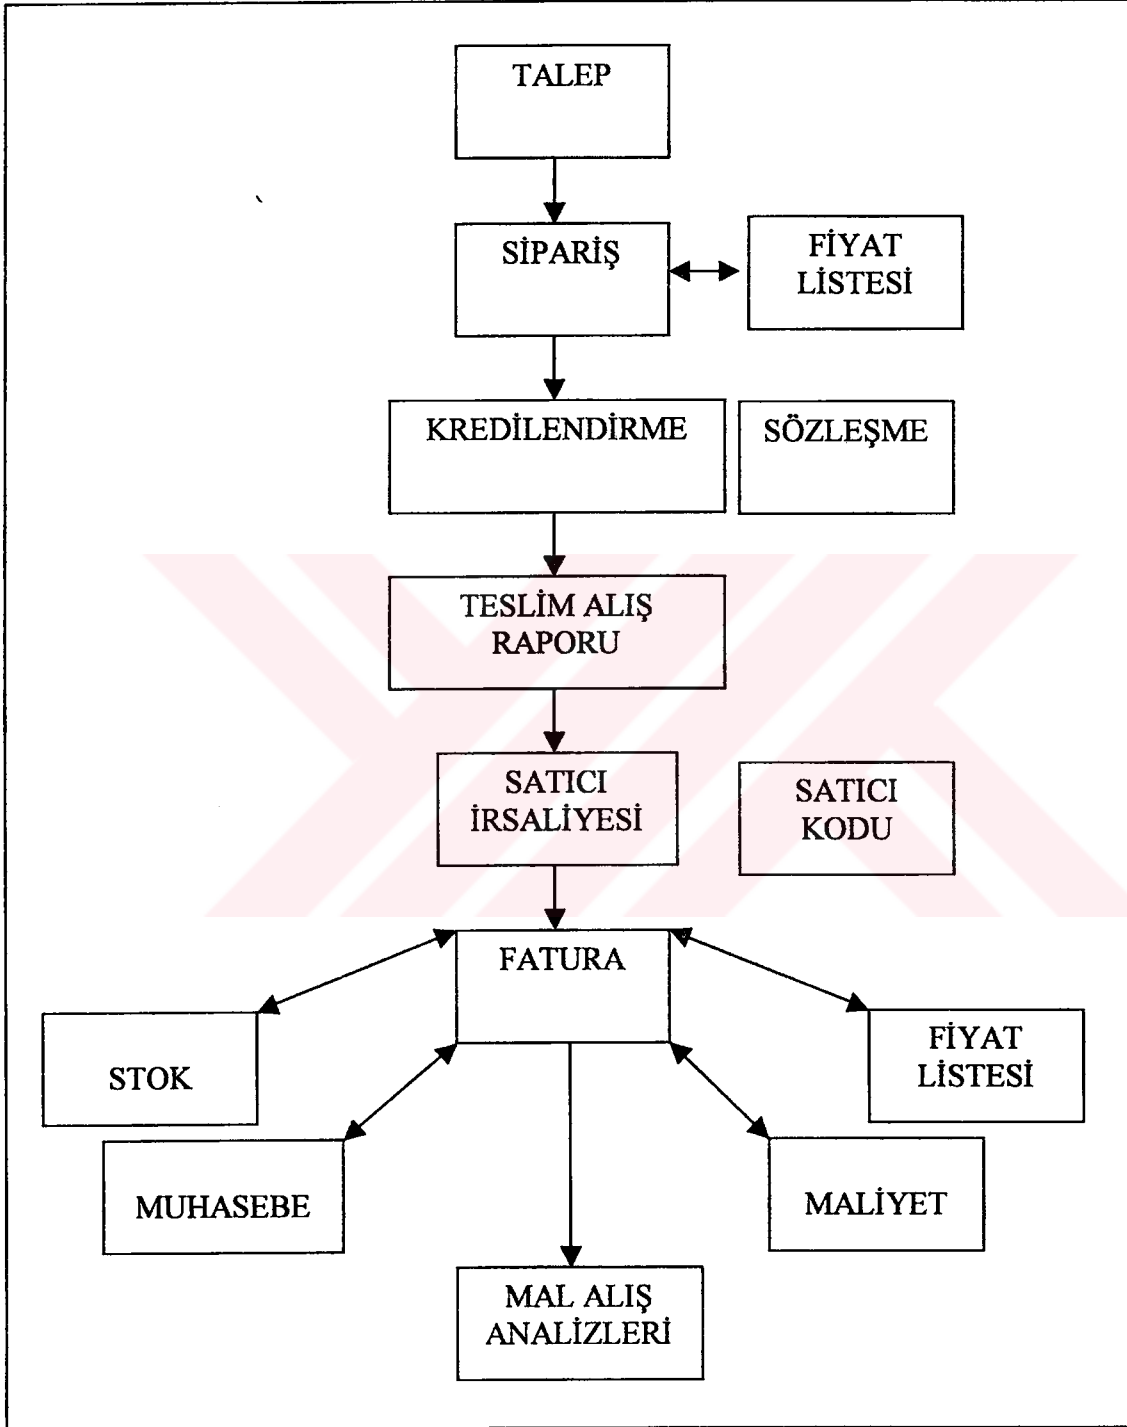 TALEP
SİPARİŞ
FİYAT
LİSTESİ
KREDİLENDİRME
SÖZLEŞME
TESLİM ALIŞ
RAPORU
SATICI
İRSALİYESİ
SATICI
KODU
FATURA
STOK
FİYAT
LİSTESİ
MUHASEBE
MALİYET
MAL ALIŞ
ANALİZLERİ